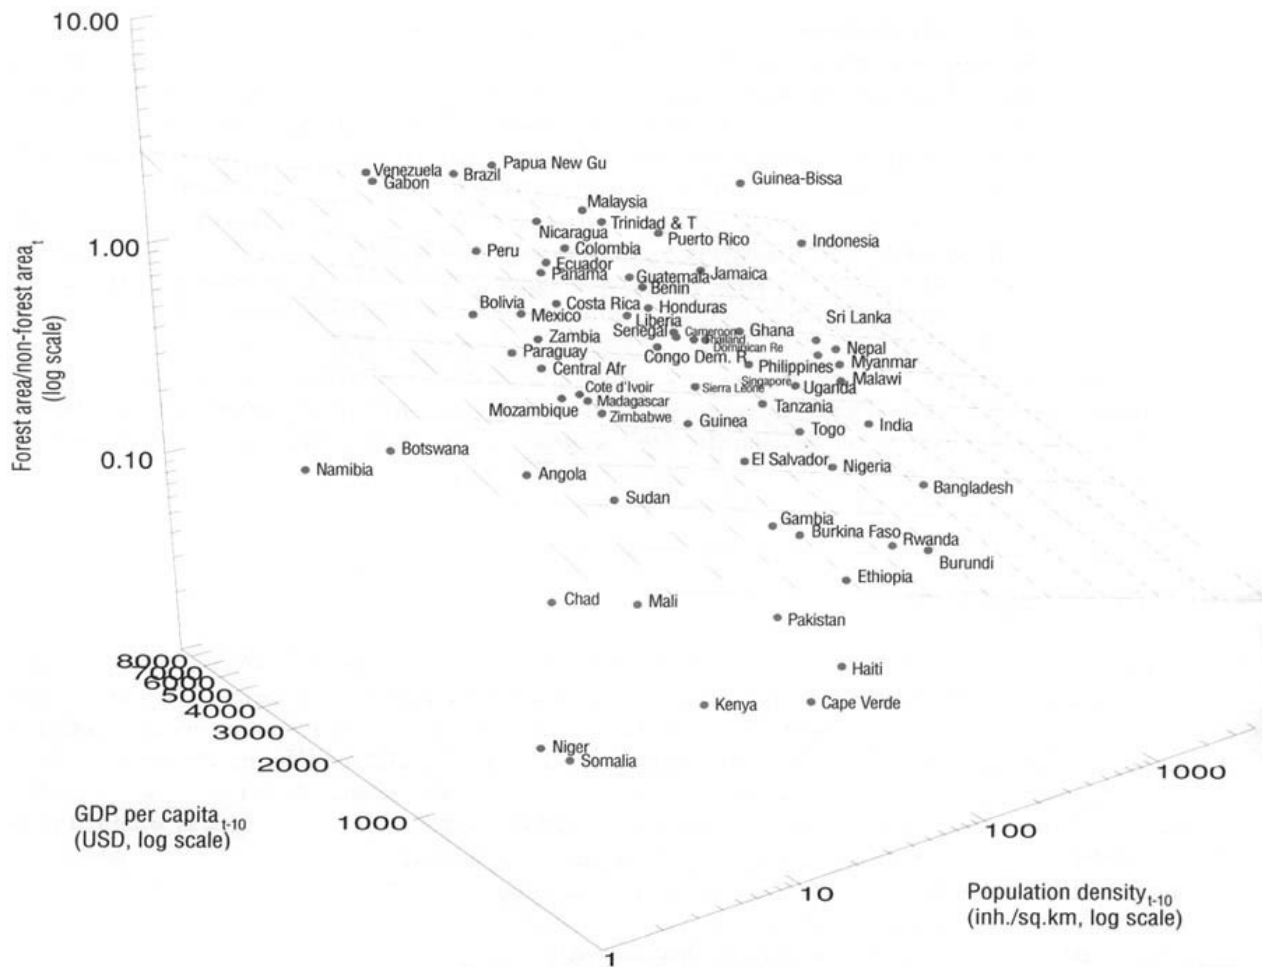 10.00
Venezuela
Gabon
Brazil
Papua New Gu
Guinea-Bissa
Malaysia
Nicaragua
Trinidad & T
Puerto Rico
Indonesia
1.00
Peru
Colombia
Ecuador
Panama
Guatemala
Jamaica
Benin
Bolivia
Mexico
Costa Rica
Honduras
Liberia
Senegal
Cameroon
Thailand
Dominican Re
Ghana
Sri Lanka
Zambia
Paraguay
Central Afr
Congo Dem. R
Philippines
Nepal
Myanmar
Malawi
Singapore
Uganda
Cote d'Ivoir
Madagascar
Mozambique
Zimbabwe
Sierra Leone
Tanzania
Guinea
Togo
India
Forest area/non-forest area t
(log scale)
0.10
Botswana
Namibia
Angola
Sudan
El Salvador
Nigeria
Bangladesh
Gambia
Burkina Faso
Rwanda
Burundi
Ethiopia
Chad
Mali
Pakistan
Haiti
Kenya
Cape Verde
Niger
Somalia
8000
7000
6000
5000
4000
3000
2000
1000
GDP per capita t-10
(USD, log scale)
1
10
100
1000
Population density t-10
(inh./sq.km, log scale)